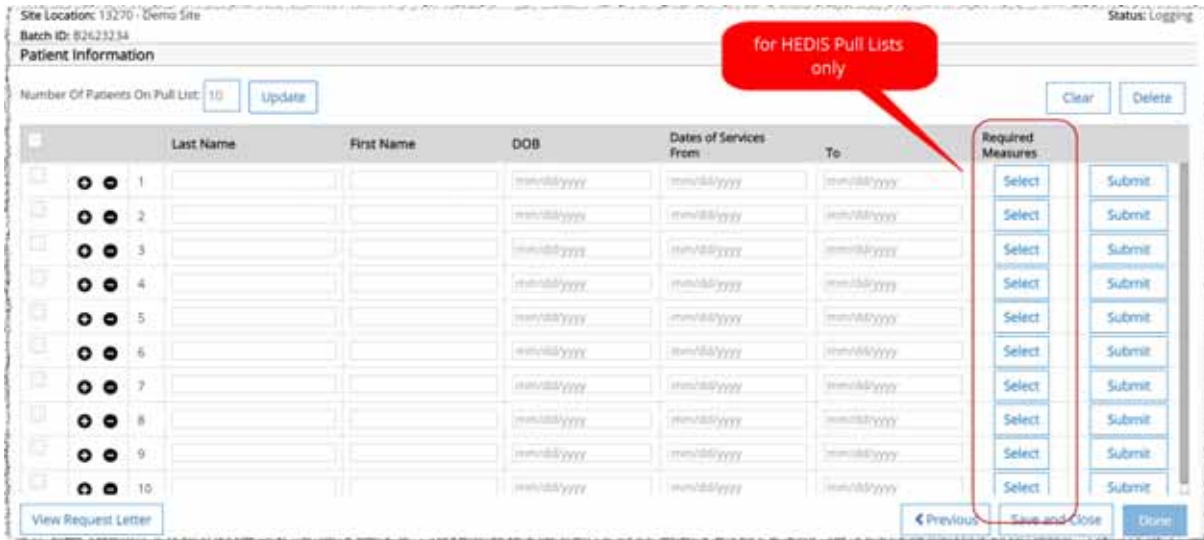 Site Location: 13270 - Demo Site
Status: Logging
Batch ID: B2623234
Patient Information
for HEDIS Pull Lists
only
Number Of Patients On Pull List: 10 Update Clear Delete
Last Name First Name DOB Dates of Services From To Required Measures
1 mm/dd/yyyy mm/dd/yyyy mm/dd/yyyy Select Submit
2 mm/dd/yyyy mm/dd/yyyy mm/dd/yyyy Select Submit
3 mm/dd/yyyy mm/dd/yyyy mm/dd/yyyy Select Submit
4 mm/dd/yyyy mm/dd/yyyy mm/dd/yyyy Select Submit
5 mm/dd/yyyy mm/dd/yyyy mm/dd/yyyy Select Submit
6 mm/dd/yyyy mm/dd/yyyy mm/dd/yyyy Select Submit
7 mm/dd/yyyy mm/dd/yyyy mm/dd/yyyy Select Submit
8 mm/dd/yyyy mm/dd/yyyy mm/dd/yyyy Select Submit
9 mm/dd/yyyy mm/dd/yyyy mm/dd/yyyy Select Submit
10 mm/dd/yyyy mm/dd/yyyy mm/dd/yyyy Select Submit
View Request Letter Previous Save and Close Done